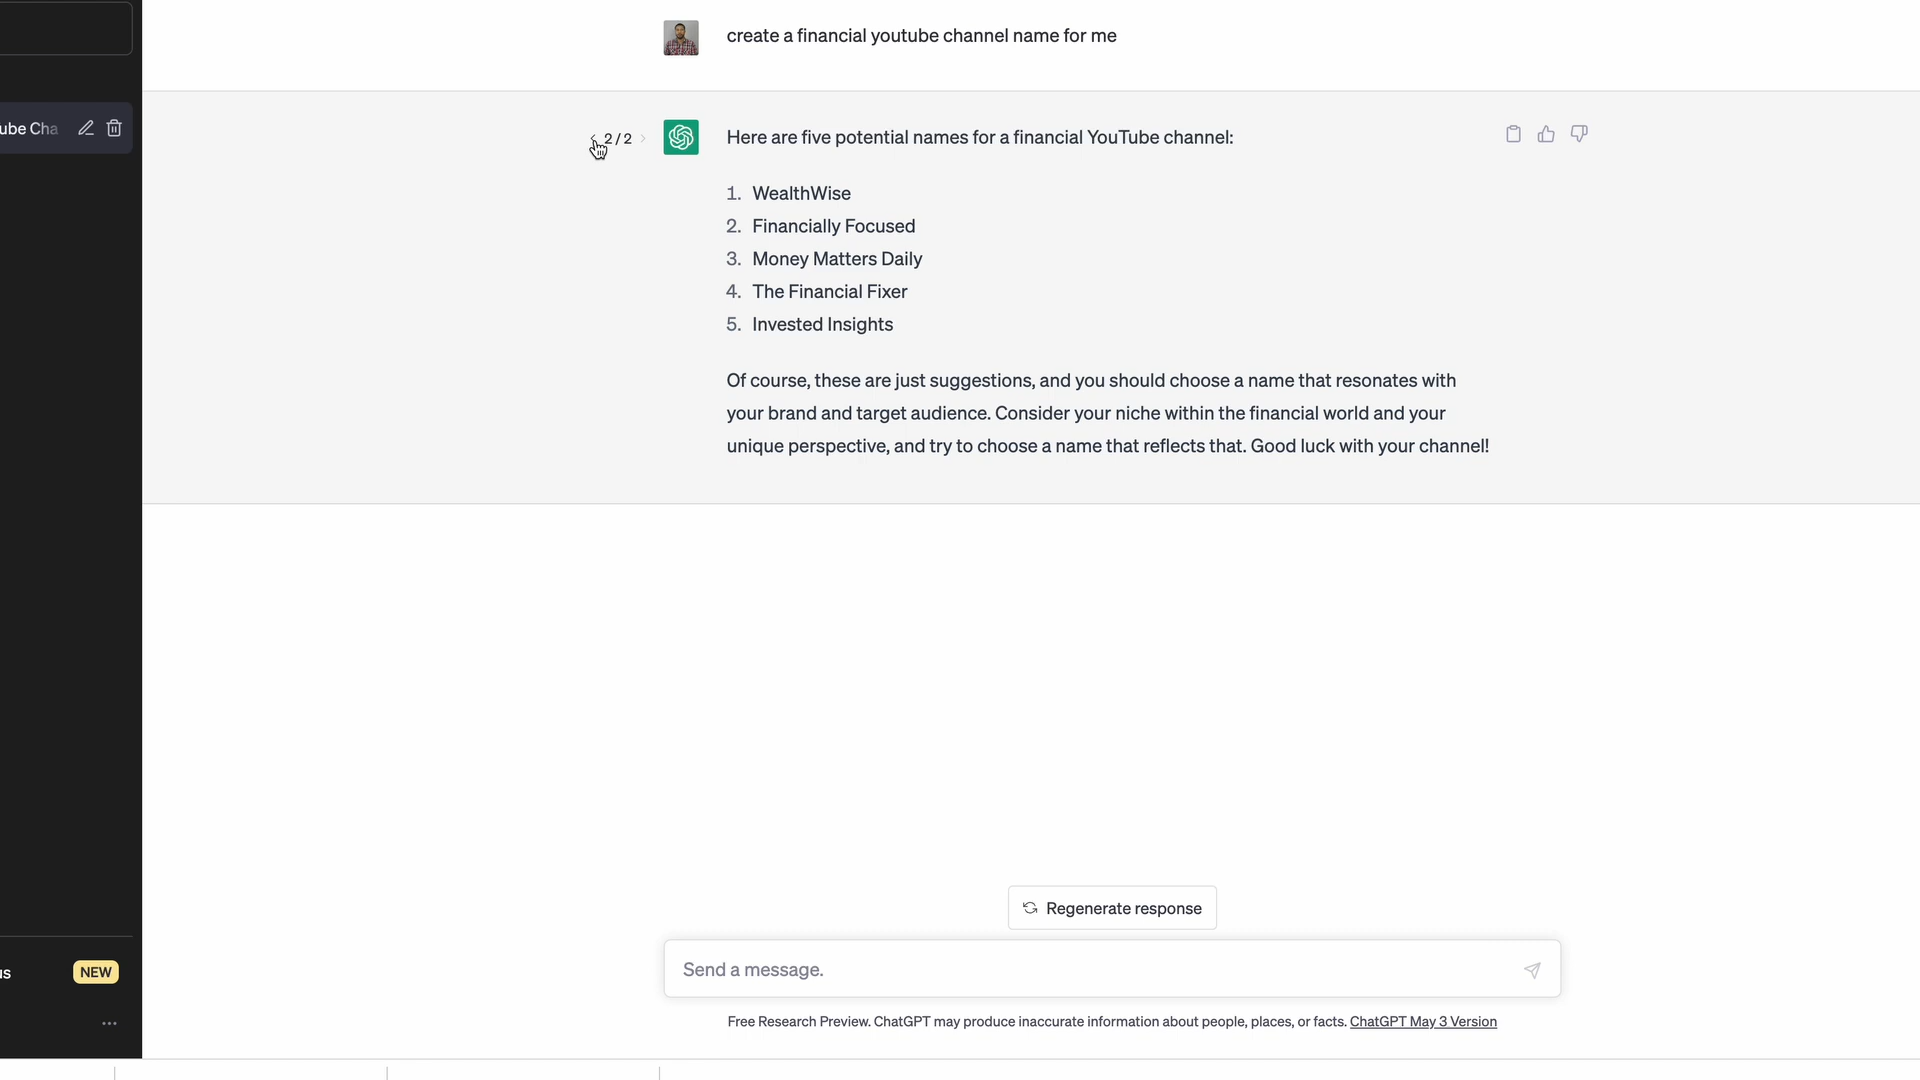 create a financial youtube channel name for me
ube Cha
2 / 2
Here are five potential names for a financial YouTube channel:
1. WealthWise
2. Financially Focused
3. Money Matters Daily
4. The Financial Fixer
5. Invested Insights
Of course, these are just suggestions, and you should choose a name that resonates with
your brand and target audience. Consider your niche within the financial world and your
unique perspective, and try to choose a name that reflects that. Good luck with your channel!
Regenerate response
Send a message.
us
NEW
Free Research Preview. ChatGPT may produce inaccurate information about people, places, or facts. ChatGPT May 3 Version